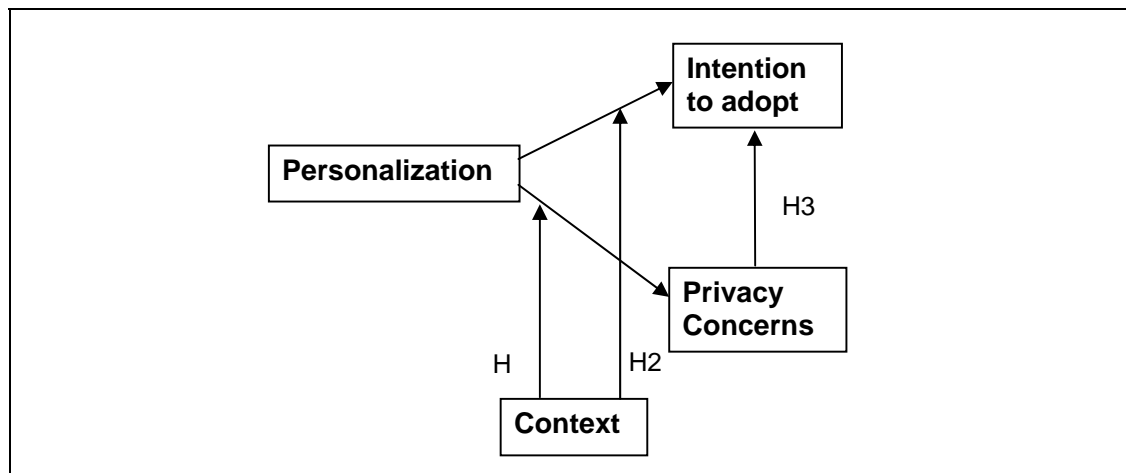 Intention
to adopt
Personalization
H3
Privacy
Concerns
H
H2
Context